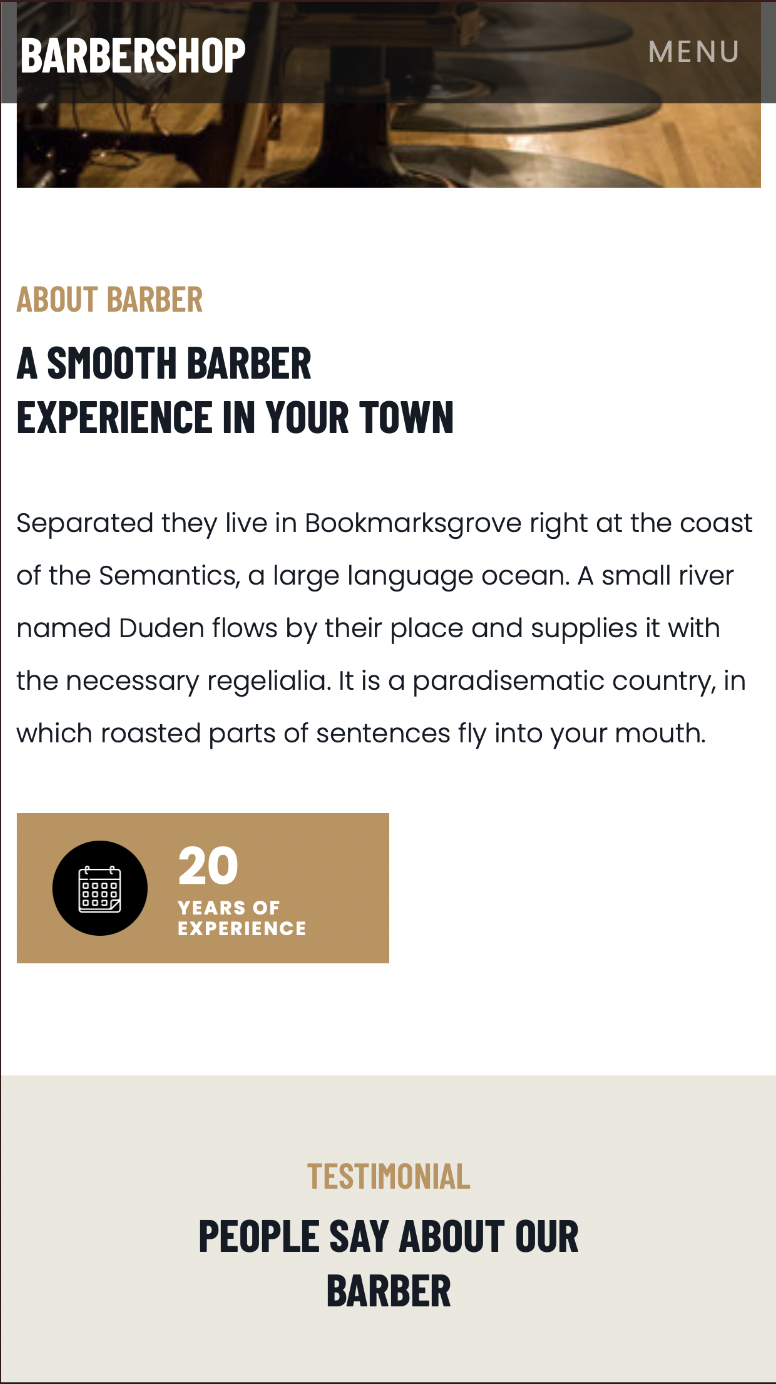 BARBERSHOP
MENU
ABOUT BARBER
A SMOOTH BARBER
EXPERIENCE IN YOUR TOWN
Separated they live in Bookmarksgrove right at the coast
of the Semantics, a large language ocean. A small river
named Duden flows by their place and supplies it with
the necessary regelialia. It is a paradisematic country, in
which roasted parts of sentences fly into your mouth.
20
YEARS OF
EXPERIENCE
TESTIMONIAL
PEOPLE SAY ABOUT OUR
BARBER